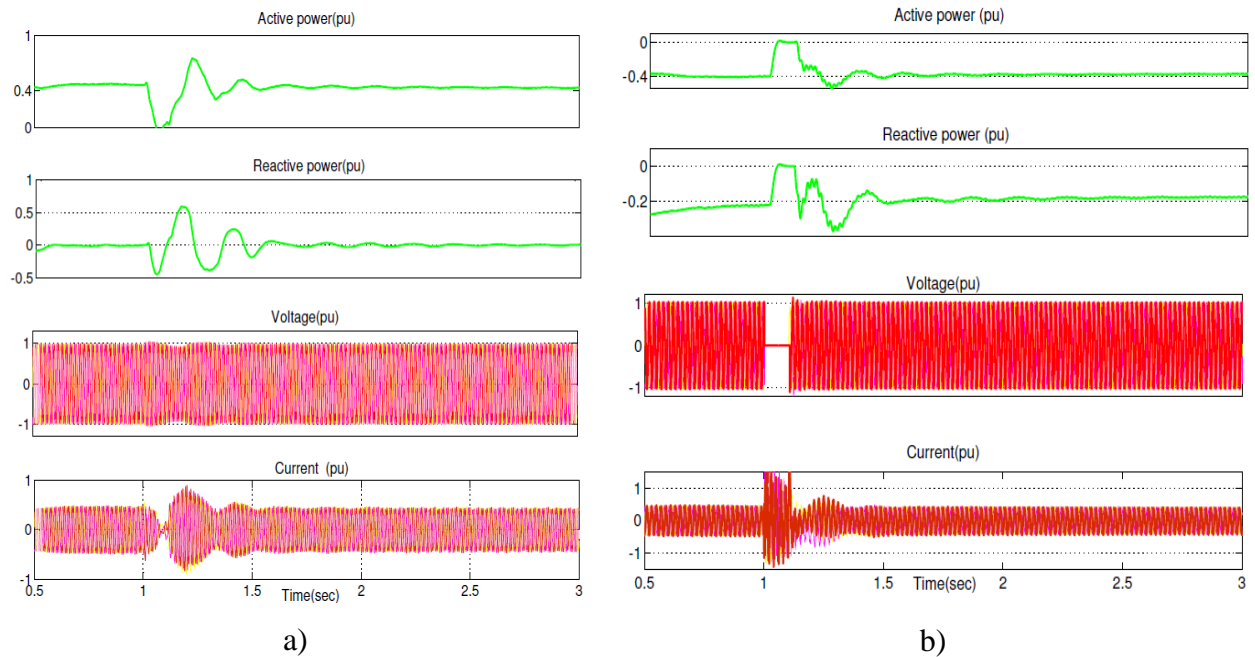 Active power(pu)
1
0.4
0
Reactive power(pu)
1
0.5
0
-0.5
Voltage(pu)
1
0
-1
Current (pu)
1
0
-1
0.5 1 1.5 2 2.5 3
Time(sec)
a)
Active power (pu)
0
-0.4
Reactive power (pu)
0
-0.2
Voltage(pu)
1
0
-1
Current(pu)
1
0
-1
0.5 1 1.5 2 2.5 3
Time(sec)
b)